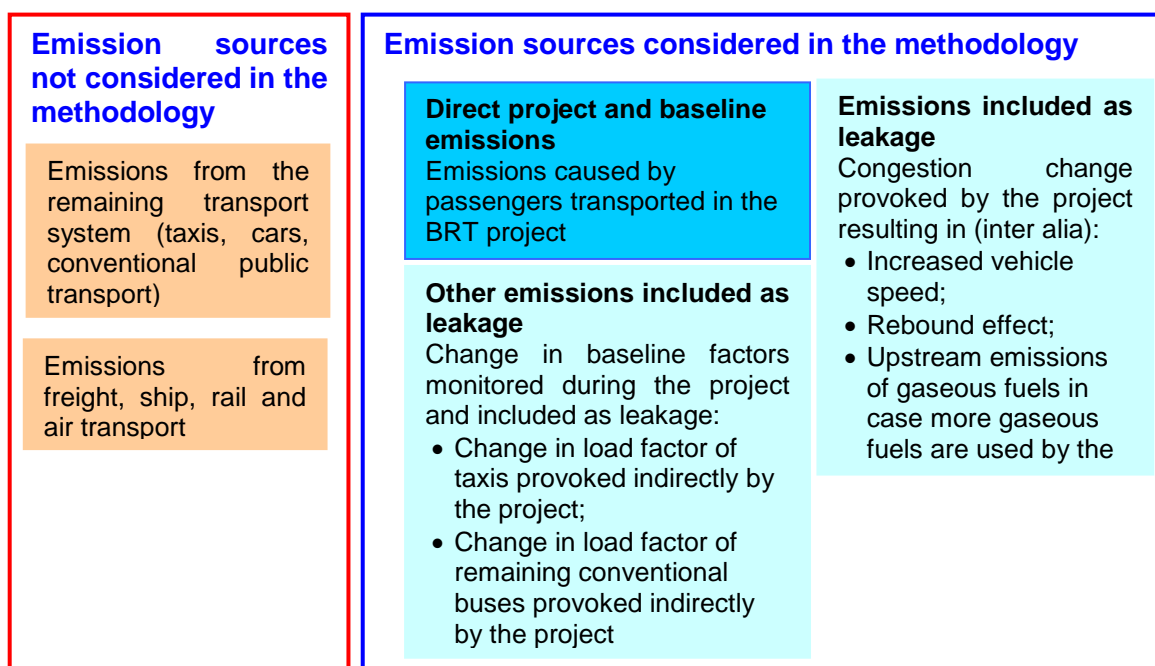 Emission sources
not considered in the
methodology
Emissions from the
remaining transport
system (taxis, cars,
conventional public
transport)
Emissions from
freight, ship, rail and
air transport
Emission sources considered in the methodology
Direct project and baseline
emissions
Emissions caused by
passengers transported in the
BRT project
Other emissions included as
leakage
Change in baseline factors
monitored during the project
and included as leakage:
• Change in load factor of
taxis provoked indirectly by
the project;
• Change in load factor of
remaining conventional
buses provoked indirectly
by the project
Emissions included as
leakage
Congestion change
provoked by the project
resulting in (inter alia):
• Increased vehicle
speed;
• Rebound effect;
• Upstream emissions
of gaseous fuels in
case more gaseous
fuels are used by the